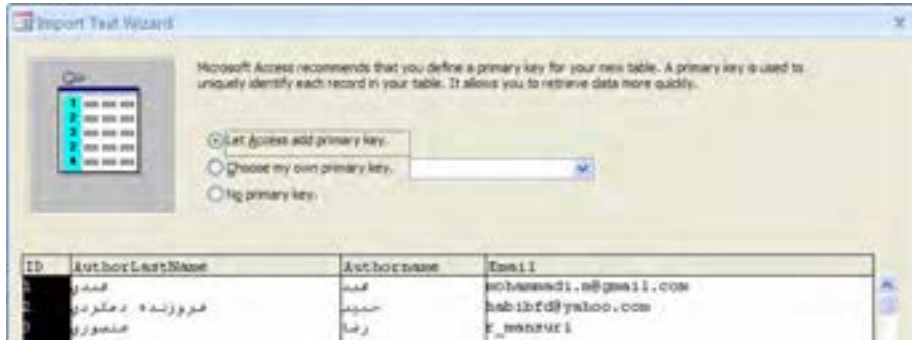 Import Text Wizard
Microsoft Access recommends that you define a primary key for your new table. A primary key is used to
uniquely identify each record in your table. It allows you to retrieve data more quickly.
Let Access add primary key.
Choose my own primary key.
No primary key.
ID AuthorLastName Authorname Email
mohammadi.m@gmail.com
فروزنده دهکردی حبیب habibfd@yahoo.com
منصوری رضا r_mansuri